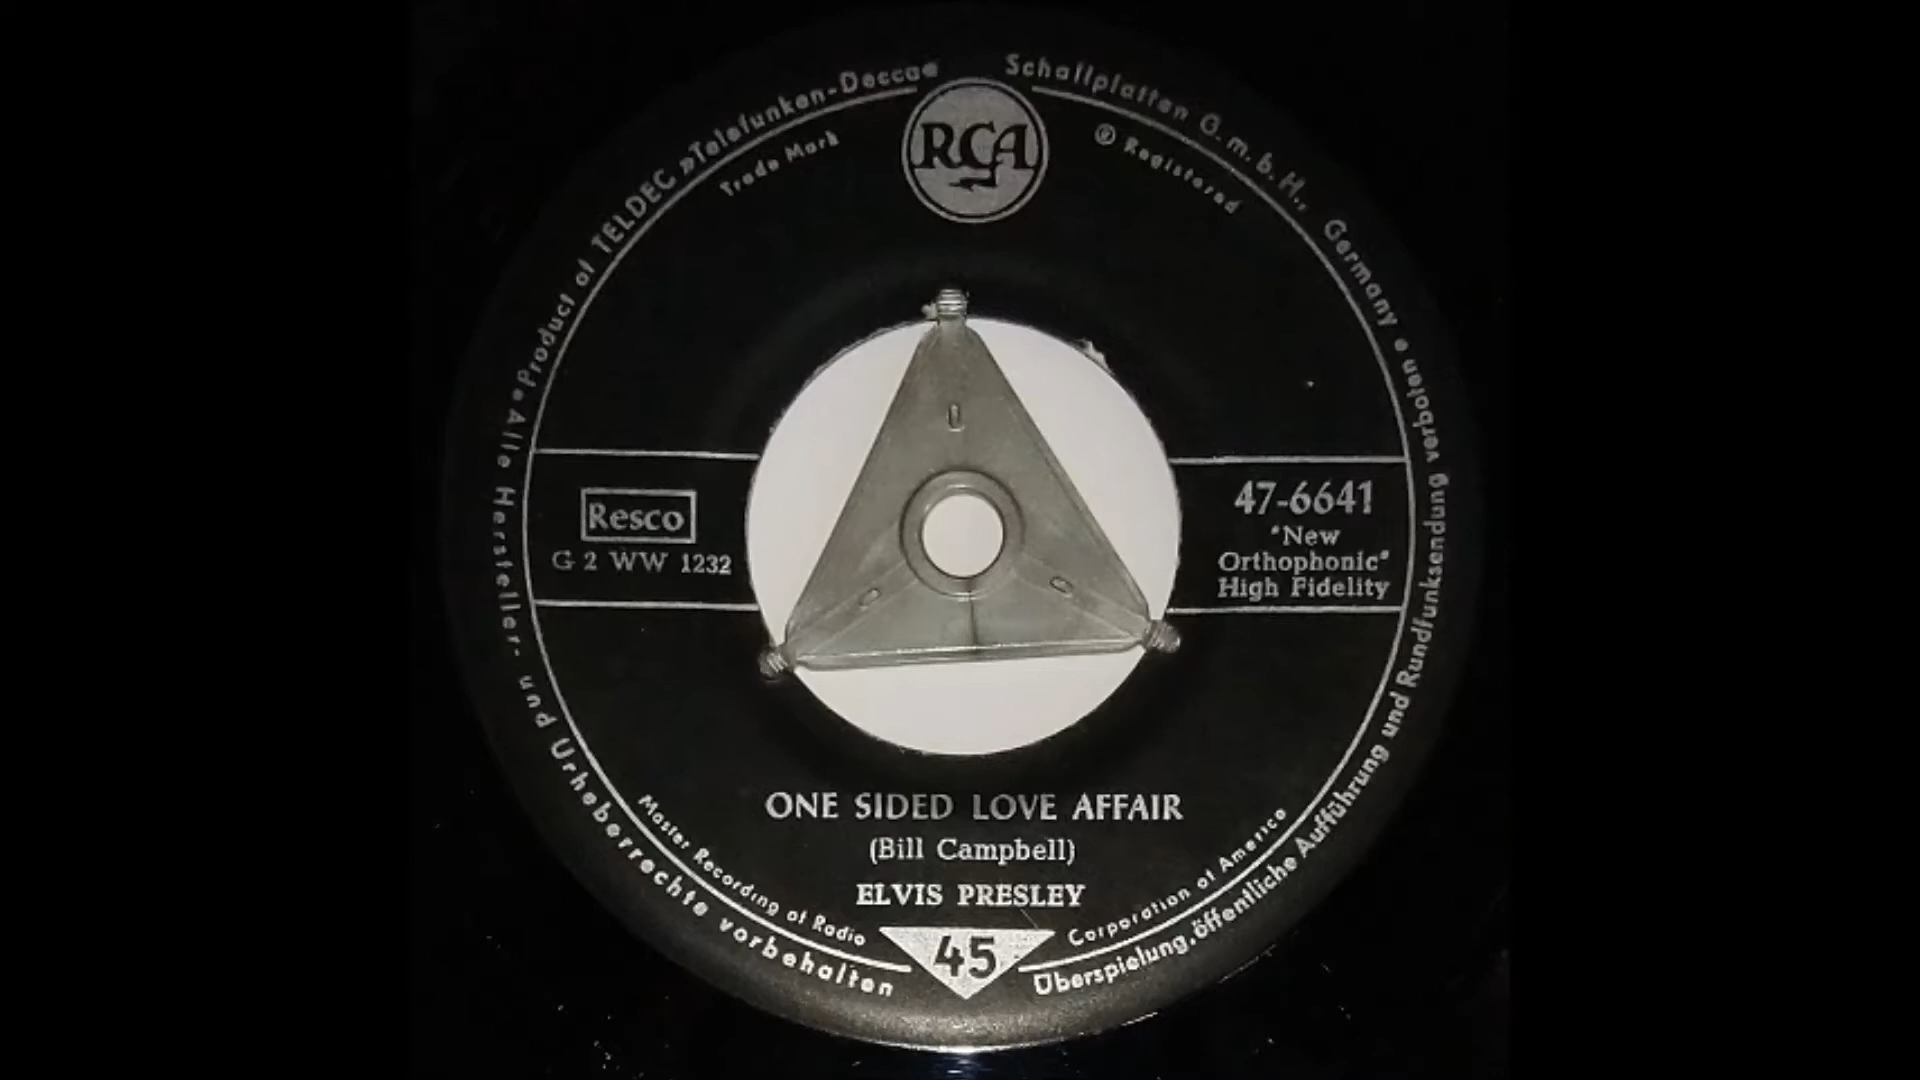 »Product of TELDEC »Telefunken-Decca« Schallplatten G.m.b.H., Germany •
Trade Mark
RCA
® Registered
Resco
G 2 WW 1232
47-6641
"New
Orthophonic"
High Fidelity
ONE SIDED LOVE AFFAIR
(Bill Campbell)
ELVIS PRESLEY
Master Recording of Radio Corporation of America
45
Alle Hersteller- und Urheberrechte vorbehalten
Überspielung, öffentliche Aufführung und Rundfunksendung verboten